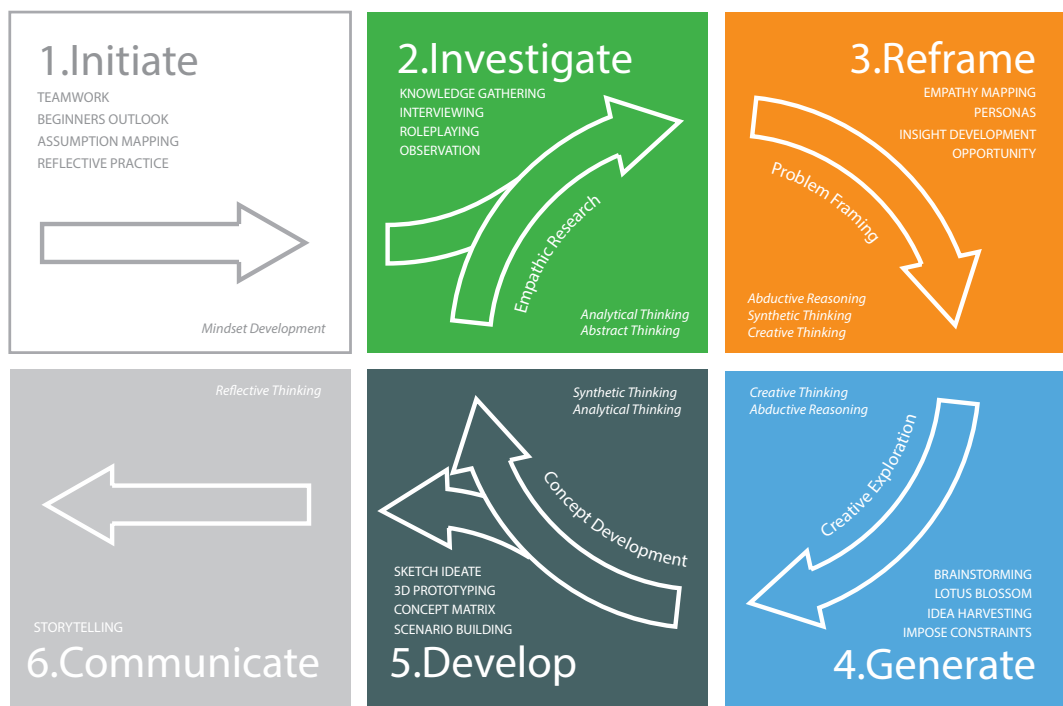 1.Initiate
TEAMWORK
BEGINNERS OUTLOOK
ASSUMPTION MAPPING
REFLECTIVE PRACTICE
Mindset Development
2.Investigate
KNOWLEDGE GATHERING
INTERVIEWING
ROLEPLAYING
OBSERVATION
Empathic Research
Analytical Thinking
Abstract Thinking
3.Reframe
EMPATHY MAPPING
PERSONAS
INSIGHT DEVELOPMENT
OPPORTUNITY
Problem Framing
Abductive Reasoning
Synthetic Thinking
Creative Thinking
Creative Thinking
Abductive Reasoning
Creative Exploration
BRAINSTORMING
LOTUS BLOSSOM
IDEA HARVESTING
IMPOSE CONSTRAINTS
4.Generate
Synthetic Thinking
Analytical Thinking
Concept Development
SKETCH IDEATE
3D PROTOTYPING
CONCEPT MATRIX
SCENARIO BUILDING
5.Develop
Reflective Thinking
STORYTELLING
6.Communicate